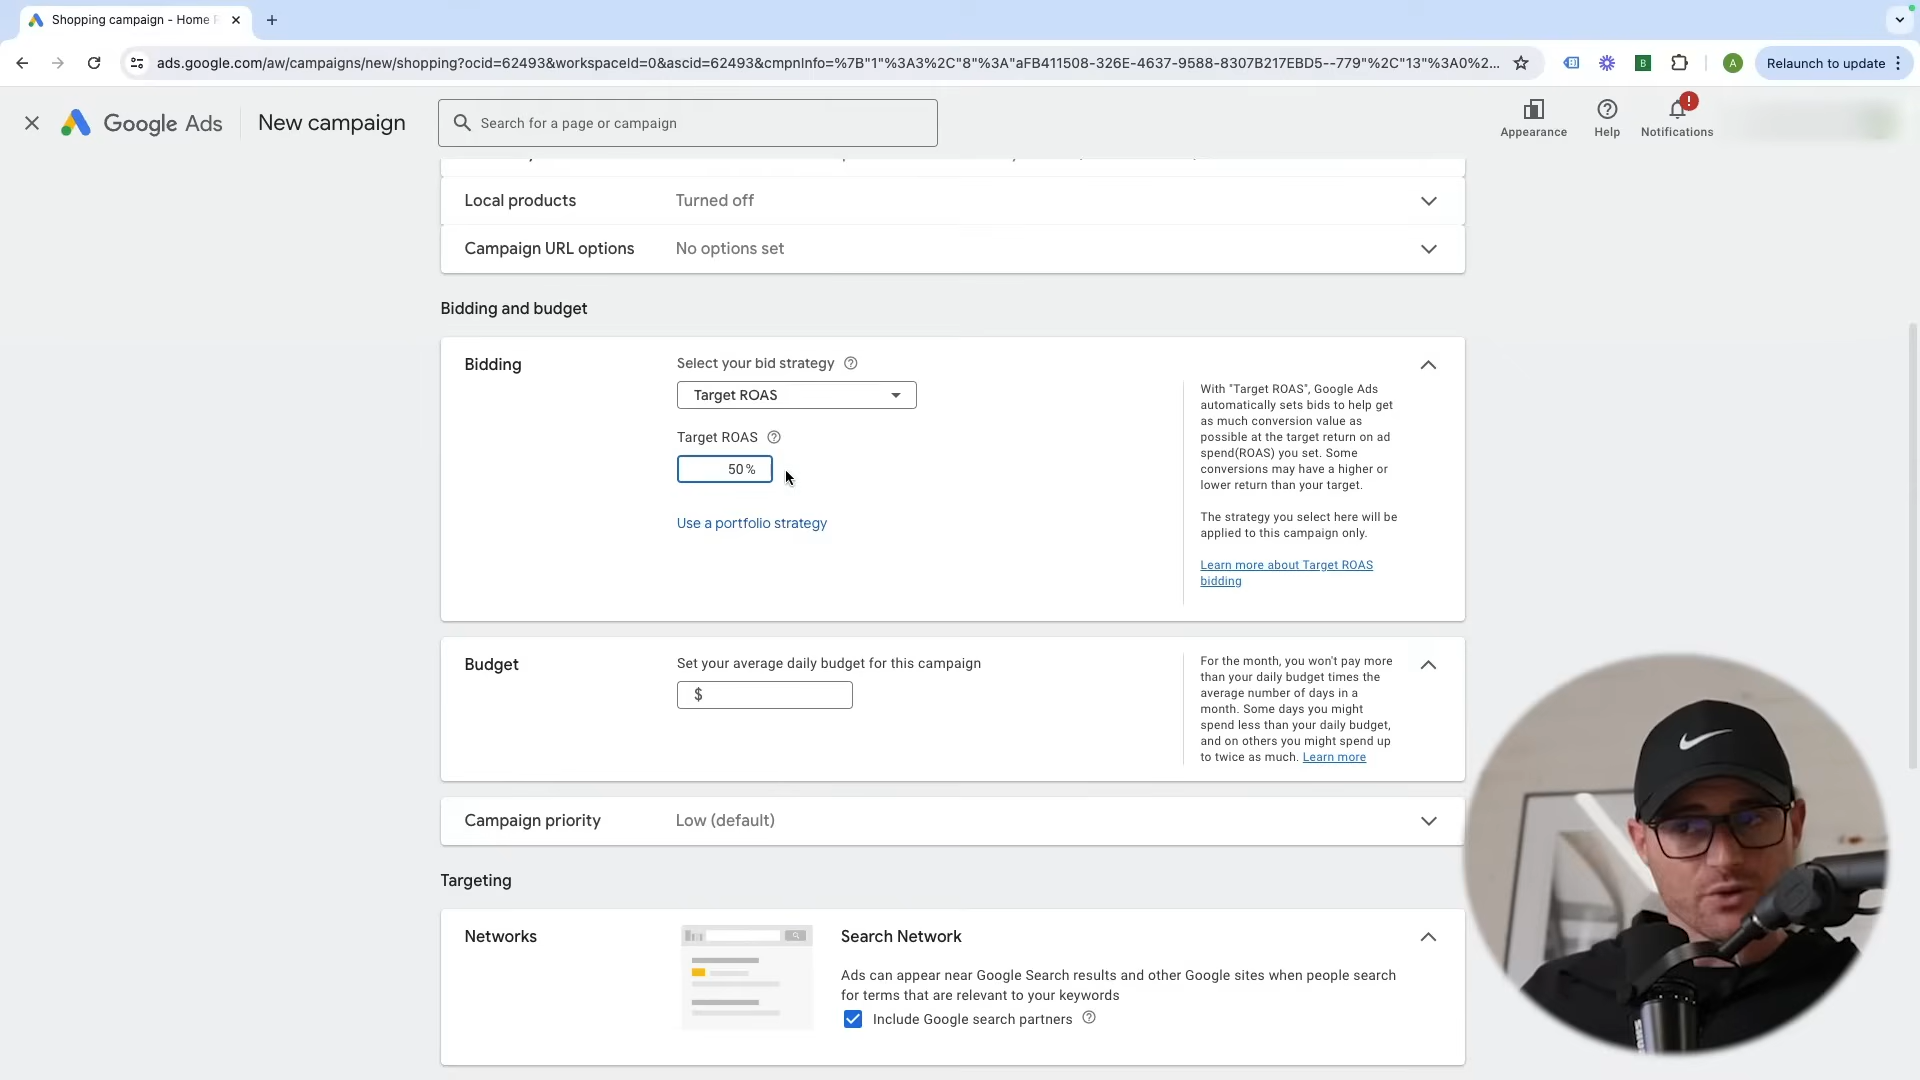 Shopping campaign - Home
ads.google.com/aw/campaigns/new/shopping?ocid=62493&workspaceId=0&ascid=62493&cmpnInfo=%7B"1"%3A3%2C"8"%3A"aFB411508-326E-4637-9588-8307B217EBD5--779"%2C"13"%3A0%2...
B
A
Relaunch to update
Google Ads
New campaign
Search for a page or campaign
Appearance
Help
!
Notifications
Local products
Turned off
Campaign URL options
No options set
Bidding and budget
Bidding
Select your bid strategy
Target ROAS
Target ROAS
50%
Use a portfolio strategy
With "Target ROAS", Google Ads
automatically sets bids to help get
as much conversion value as
possible at the target return on ad
spend(ROAS) you set. Some
conversions may have a higher or
lower return than your target.
The strategy you select here will be
applied to this campaign only.
Learn more about Target ROAS
bidding
Budget
Set your average daily budget for this campaign
$
For the month, you won't pay more
than your daily budget times the
average number of days in a
month. Some days you might
spend less than your daily budget,
and on others you might spend up
to twice as much. Learn more
Campaign priority
Low (default)
Targeting
Networks
Search Network
Ads can appear near Google Search results and other Google sites when people search
for terms that are relevant to your keywords
Include Google search partners